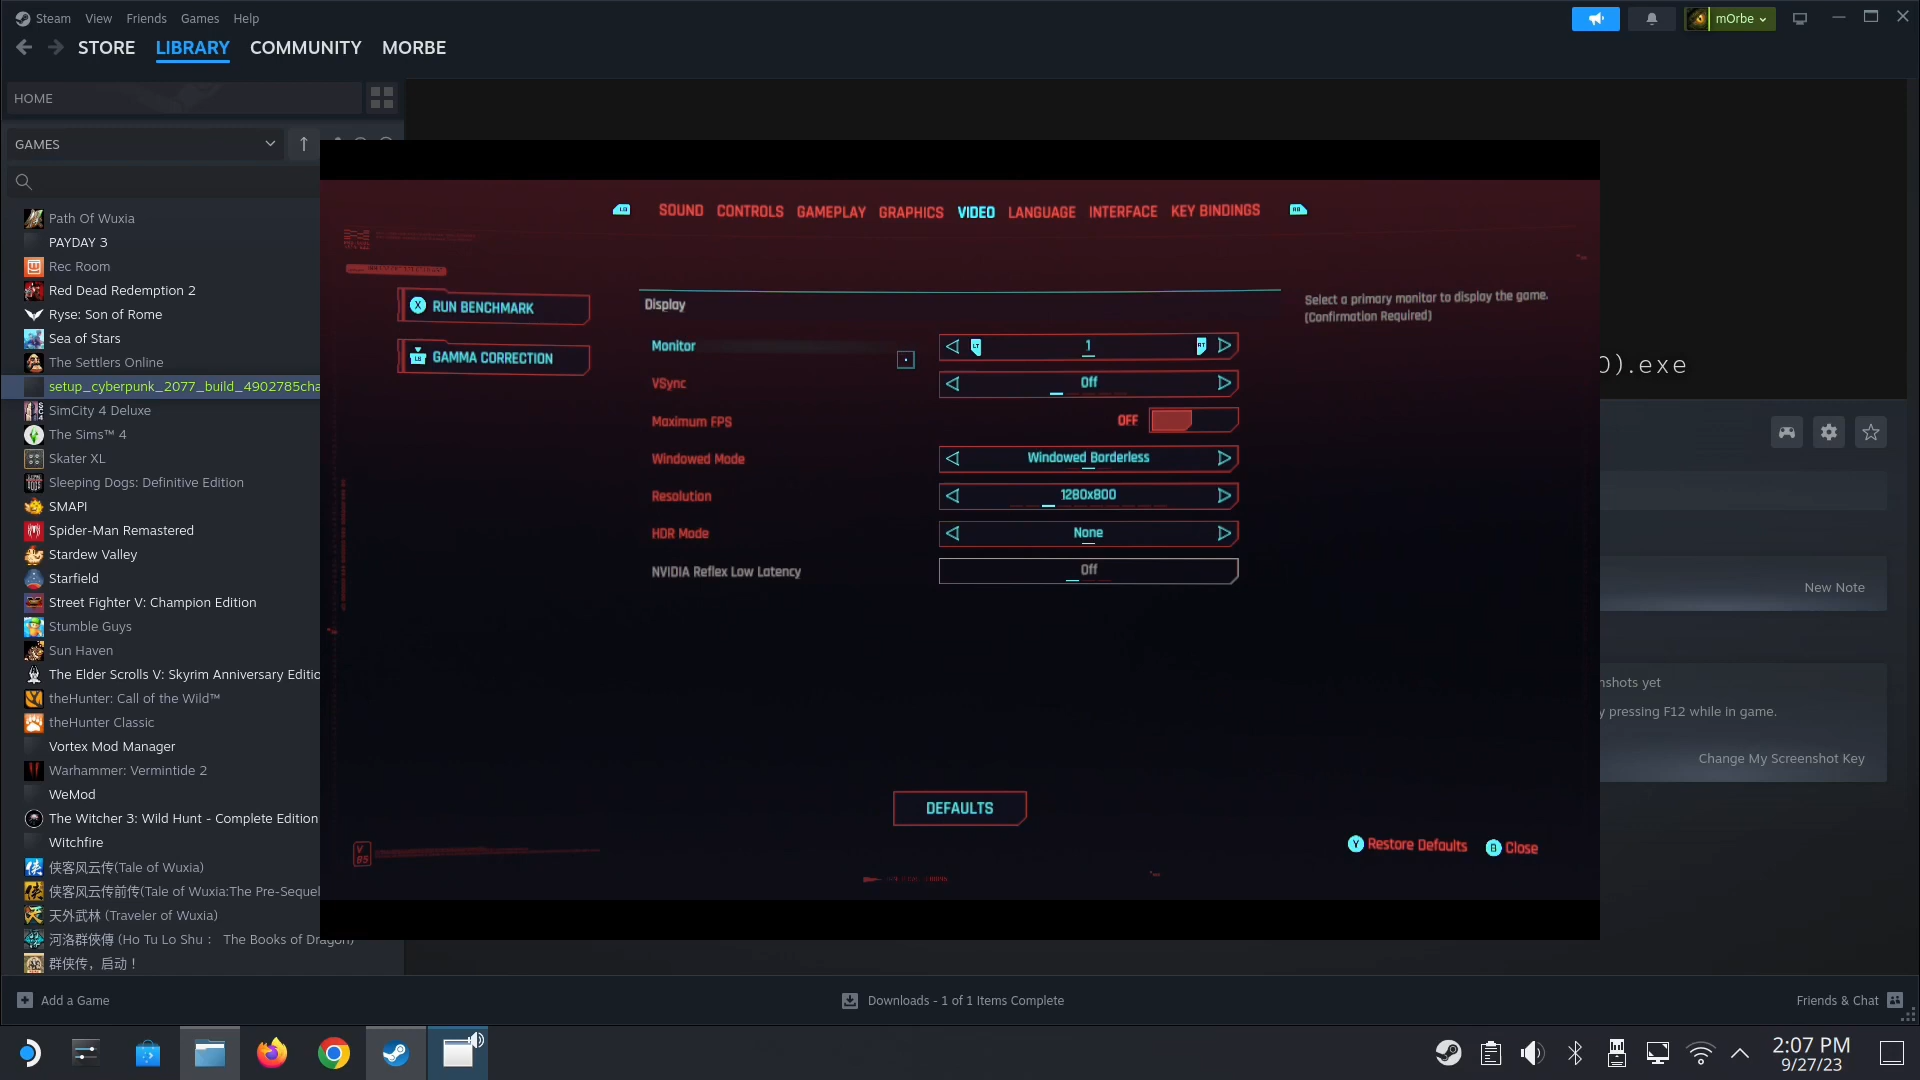 Steam View Friends Games Help
mOrbe
STORE LIBRARY COMMUNITY MORBE
HOME
GAMES
Path Of Wuxia
PAYDAY 3
Rec Room
Red Dead Redemption 2
Ryse: Son of Rome
Sea of Stars
The Settlers Online
setup_cyberpunk_2077_build_4902785cha
SimCity 4 Deluxe
The Sims™ 4
Skater XL
Sleeping Dogs: Definitive Edition
SMAPI
Spider-Man Remastered
Stardew Valley
Starfield
Street Fighter V: Champion Edition
Stumble Guys
Sun Haven
The Elder Scrolls V: Skyrim Anniversary Editio
theHunter: Call of the Wild™
theHunter Classic
Vortex Mod Manager
Warhammer: Vermintide 2
WeMod
The Witcher 3: Wild Hunt - Complete Edition
Witchfire
侠客风云传(Tale of Wuxia)
侠客风云传前传(Tale of Wuxia:The Pre-Sequel
天外武林 (Traveler of Wuxia)
河洛群俠傳 (Ho Tu Lo Shu : The Books of Dragon)
群侠传，启动！
LB SOUND CONTROLS GAMEPLAY GRAPHICS VIDEO LANGUAGE INTERFACE KEY BINDINGS RB
X RUN BENCHMARK
GAMMA CORRECTION
Display
Monitor LT 1 RT
VSync Off
Maximum FPS OFF
Windowed Mode Windowed Borderless
Resolution 1280x800
HDR Mode None
NVIDIA Reflex Low Latency Off
Select a primary monitor to display the game.
(Confirmation Required)
DEFAULTS
Y Restore Defaults B Close
V
85
0).exe
New Note
nshots yet
y pressing F12 while in game.
Change My Screenshot Key
Add a Game
Downloads - 1 of 1 Items Complete
Friends & Chat
2:07 PM
9/27/23